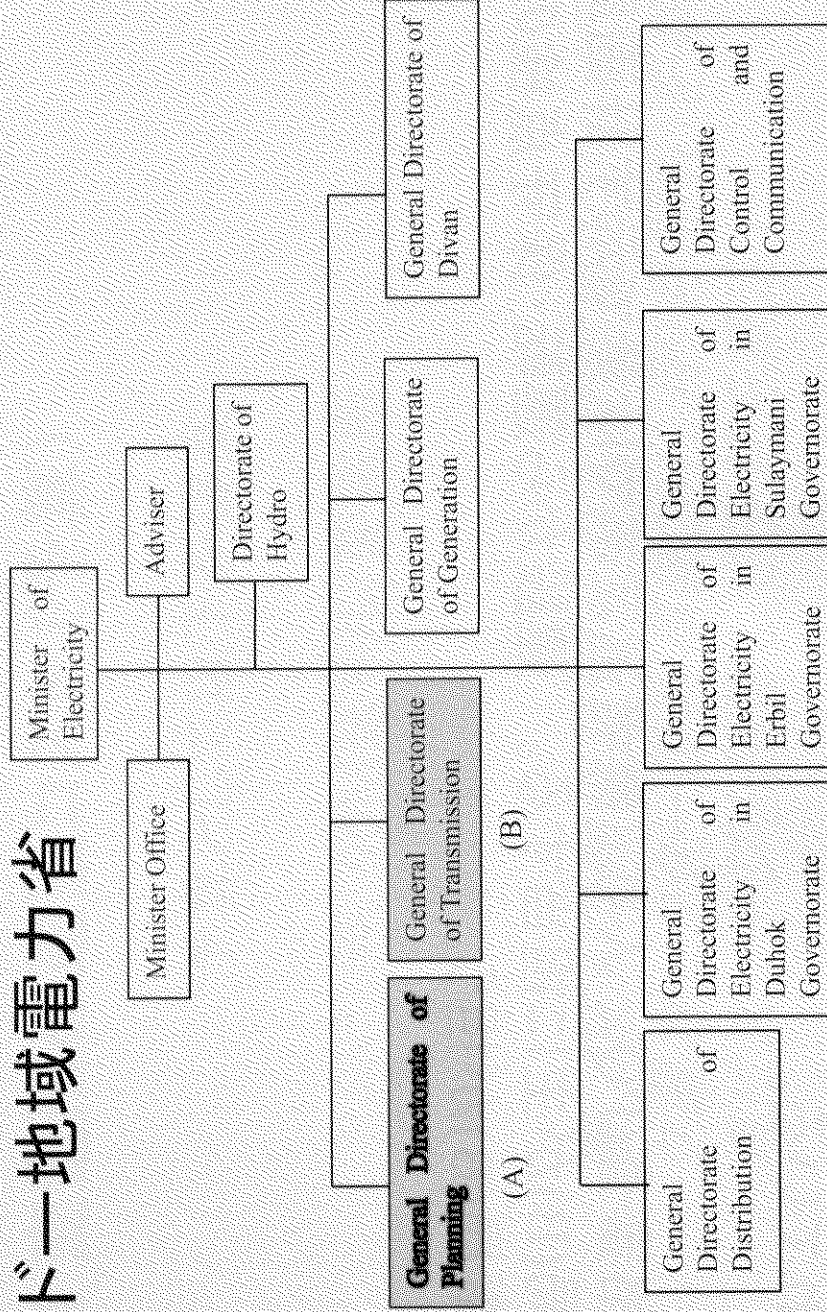 ドー地域電力省
Minister of
Electricity
Minister Office
Adviser
Directorate of
Hydro
General Directorate of
Planning
(A)
General Directorate
of Transmission
(B)
General Directorate
of Generation
General Directorate of
Divan
General
Directorate of
Distribution
General
Directorate of
Electricity in
Duhok
Governorate
General
Directorate of
Electricity in
Erbil
Governorate
General
Directorate of
Electricity in
Sulaymani
Governorate
General
Directorate of
Control and
Communication